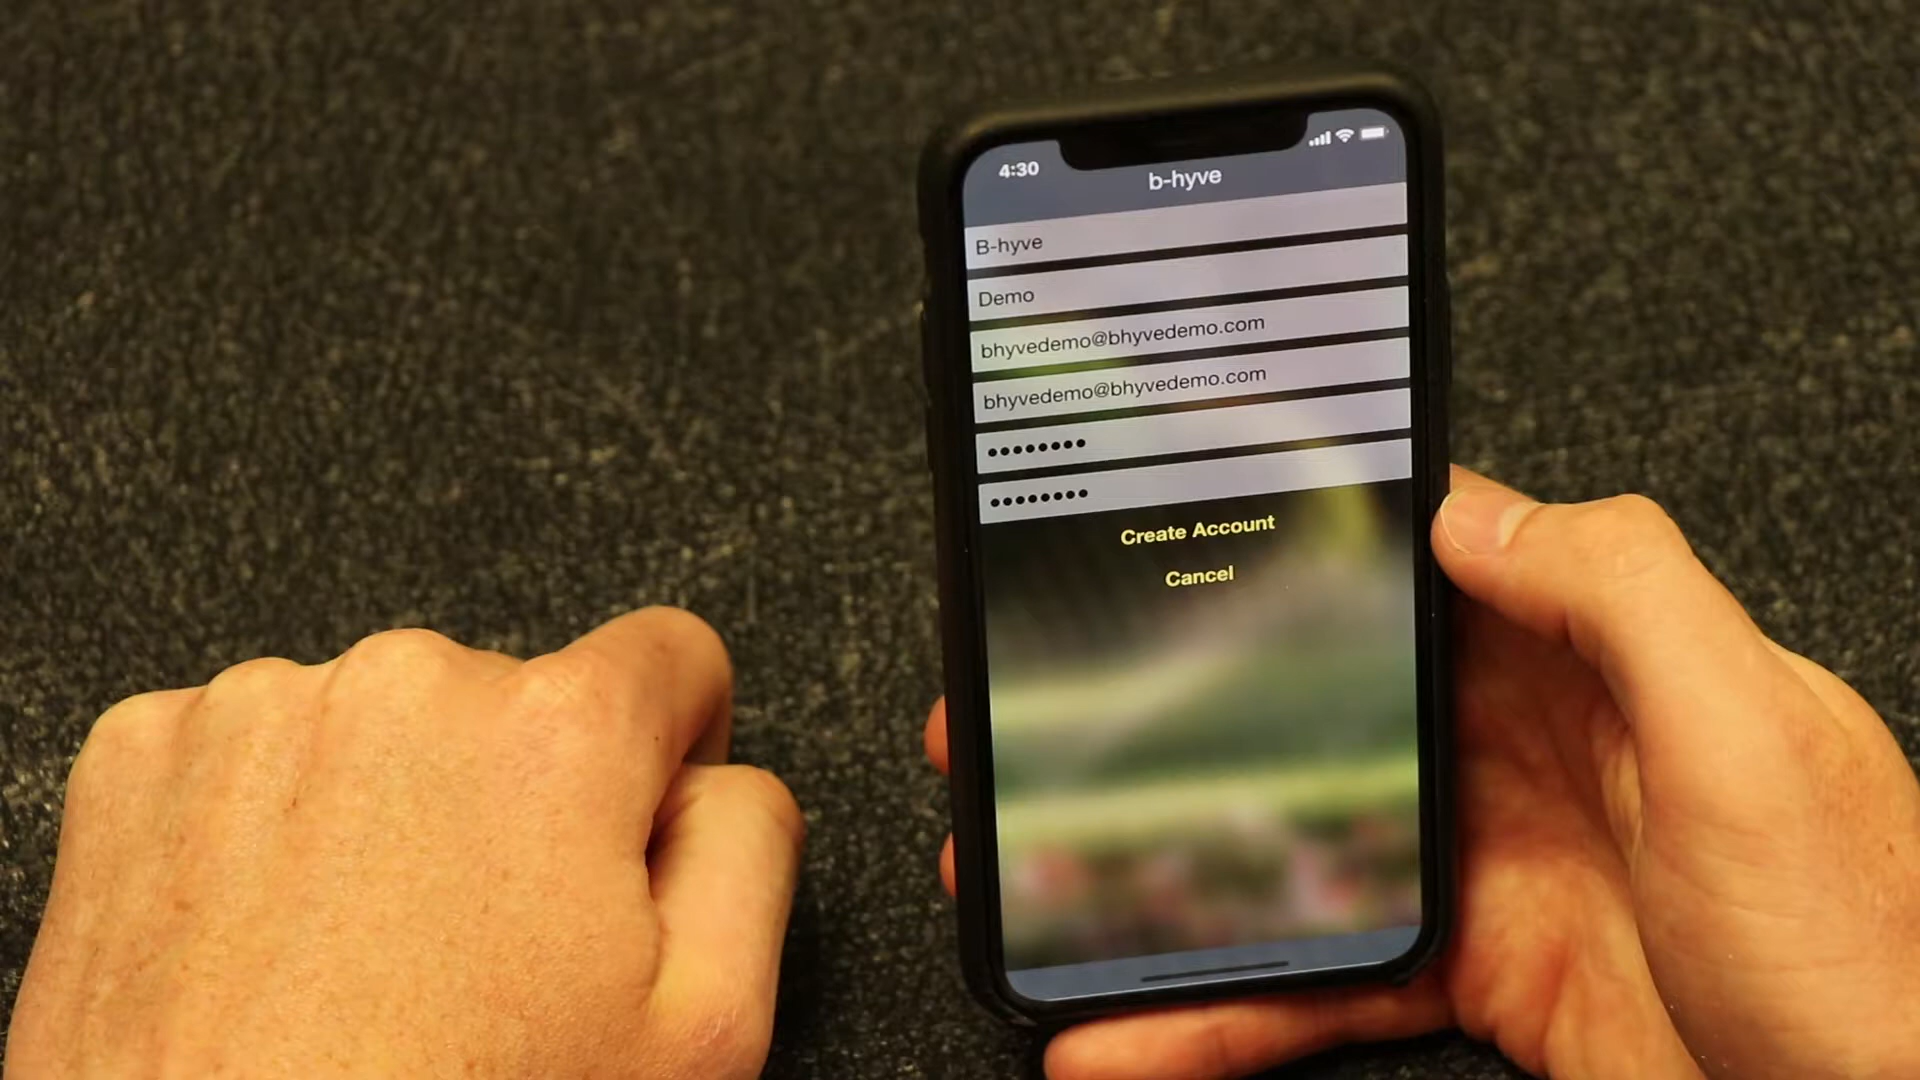 4:30
b-hyve
B-hyve
Demo
bhyvedemo@bhyvedemo.com
bhyvedemo@bhyvedemo.com
••••••••
••••••••
Create Account
Cancel